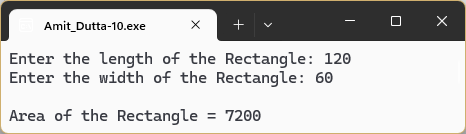 Amit_Dutta-10.exe
Enter the length of the Rectangle: 120
Enter the width of the Rectangle: 60
Area of the Rectangle = 7200